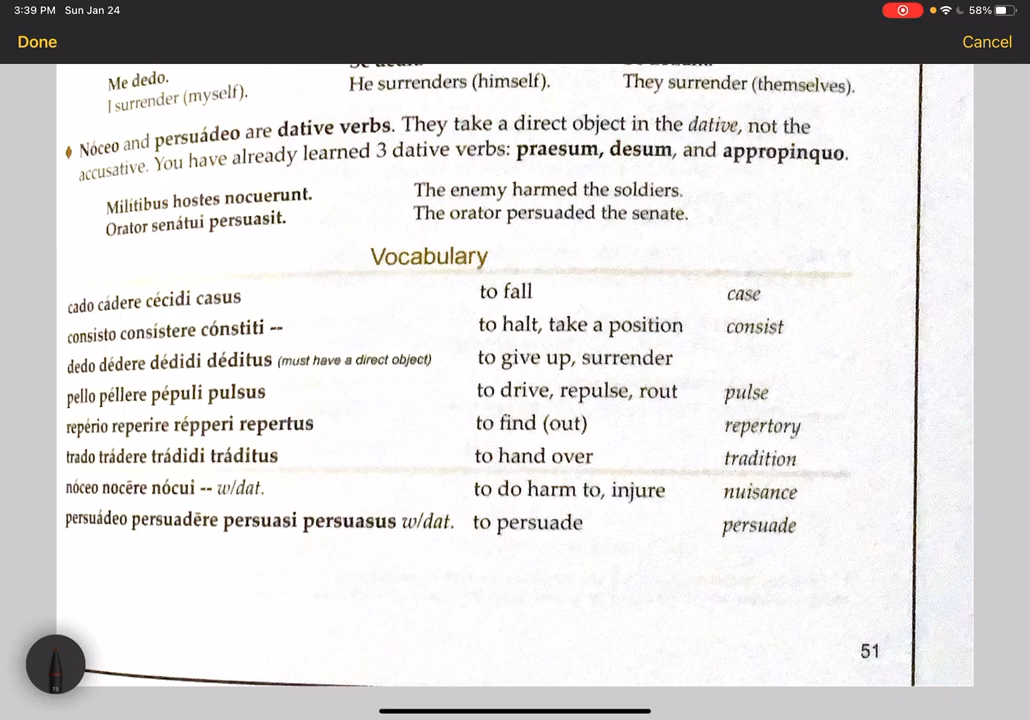 3:39 PM Sun Jan 24 58%
Done Cancel
Me dedo.
I surrender (myself). He surrenders (himself). They surrender (themselves).
♦ Nóceo and persuádeo are dative verbs. They take a direct object in the dative, not the
accusative. You have already learned 3 dative verbs: praesum, desum, and appropinquo.
Milítibus hostes nocuerunt. The enemy harmed the soldiers.
Orator senátui persuasit. The orator persuaded the senate.
Vocabulary
cado cádere cécidi casus to fall case
consisto consístere cónstiti -- to halt, take a position consist
dedo dédere dédidi déditus (must have a direct object) to give up, surrender
pello péllere pépuli pulsus to drive, repulse, rout pulse
repério reperire répperi repertus to find (out) repertory
trado trádere trádidi tráditus to hand over tradition
nóceo nocēre nócui -- w/dat. to do harm to, injure nuisance
persuádeo persuadēre persuasi persuasus w/dat. to persuade persuade
51